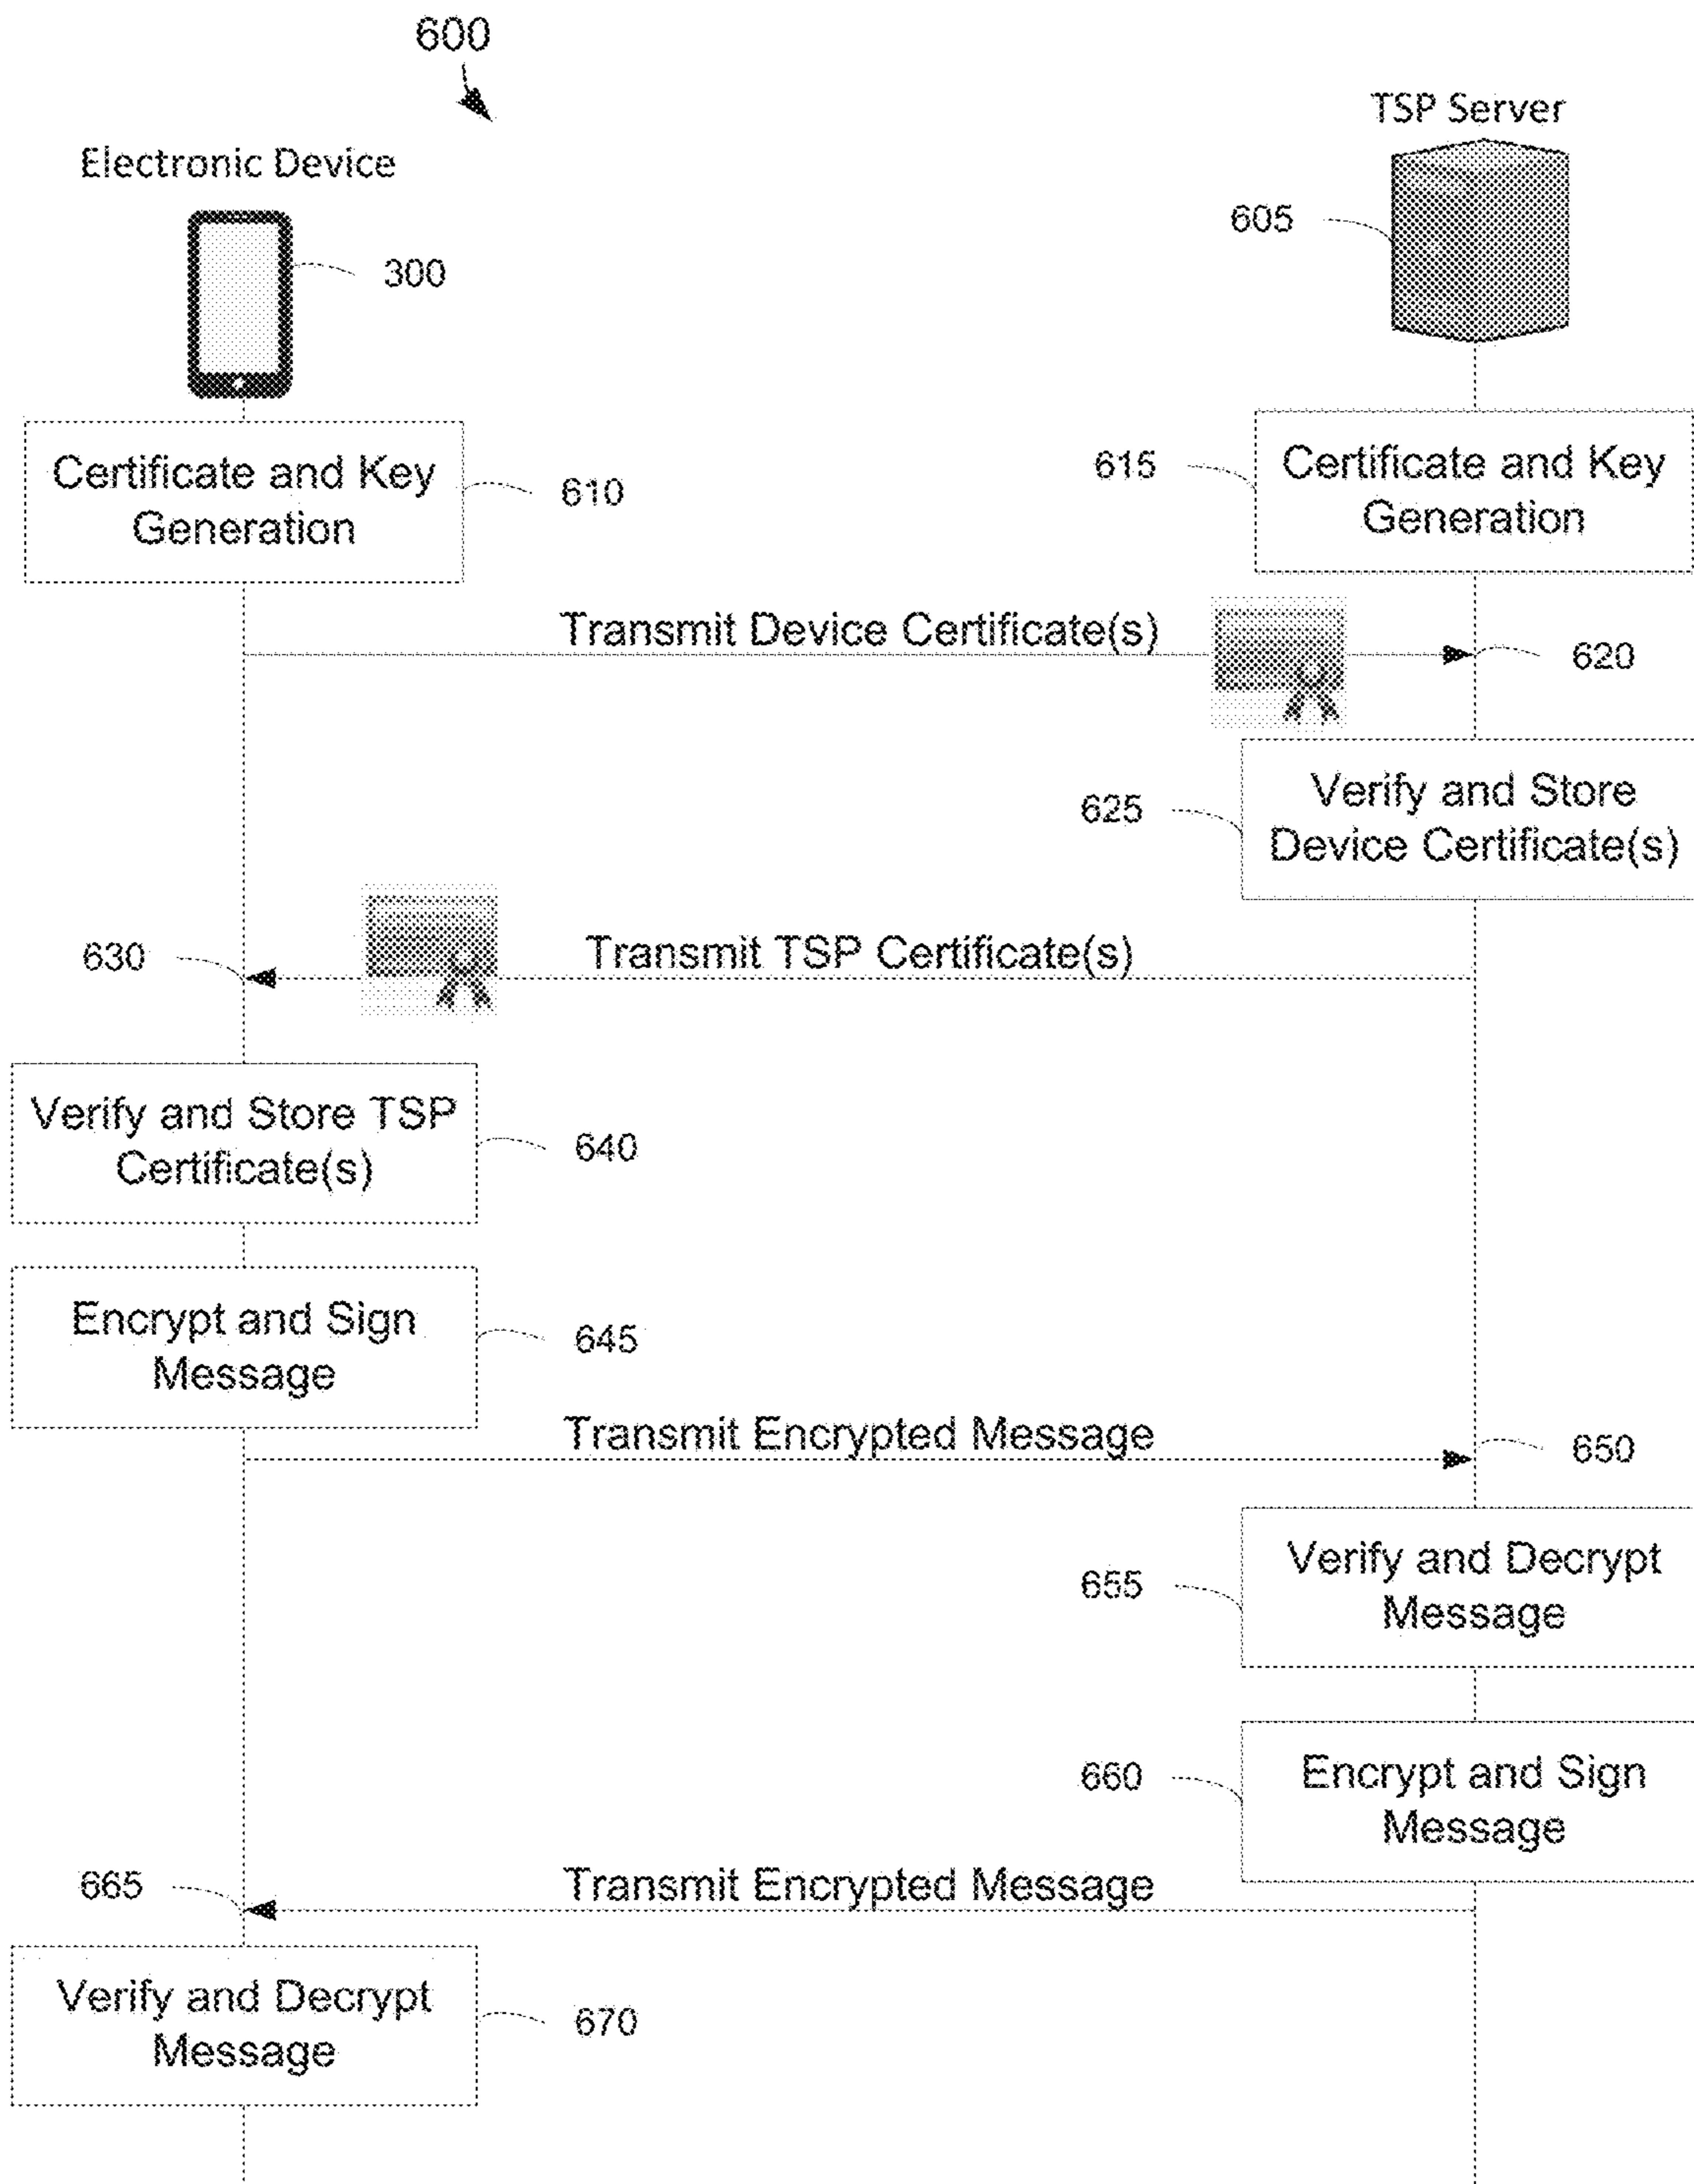 600
TSP Server
Electronic Device
605
300
Certificate and Key
Generation
610
615
Certificate and Key
Generation
Transmit Device Certificate(s)
620
625
Verify and Store
Device Certificate(s)
630
Transmit TSP Certificate(s)
Verify and Store TSP
Certificate(s)
640
Encrypt and Sign
Message
645
Transmit Encrypted Message
650
655
Verify and Decrypt
Message
660
Encrypt and Sign
Message
665
Transmit Encrypted Message
Verify and Decrypt
Message
670